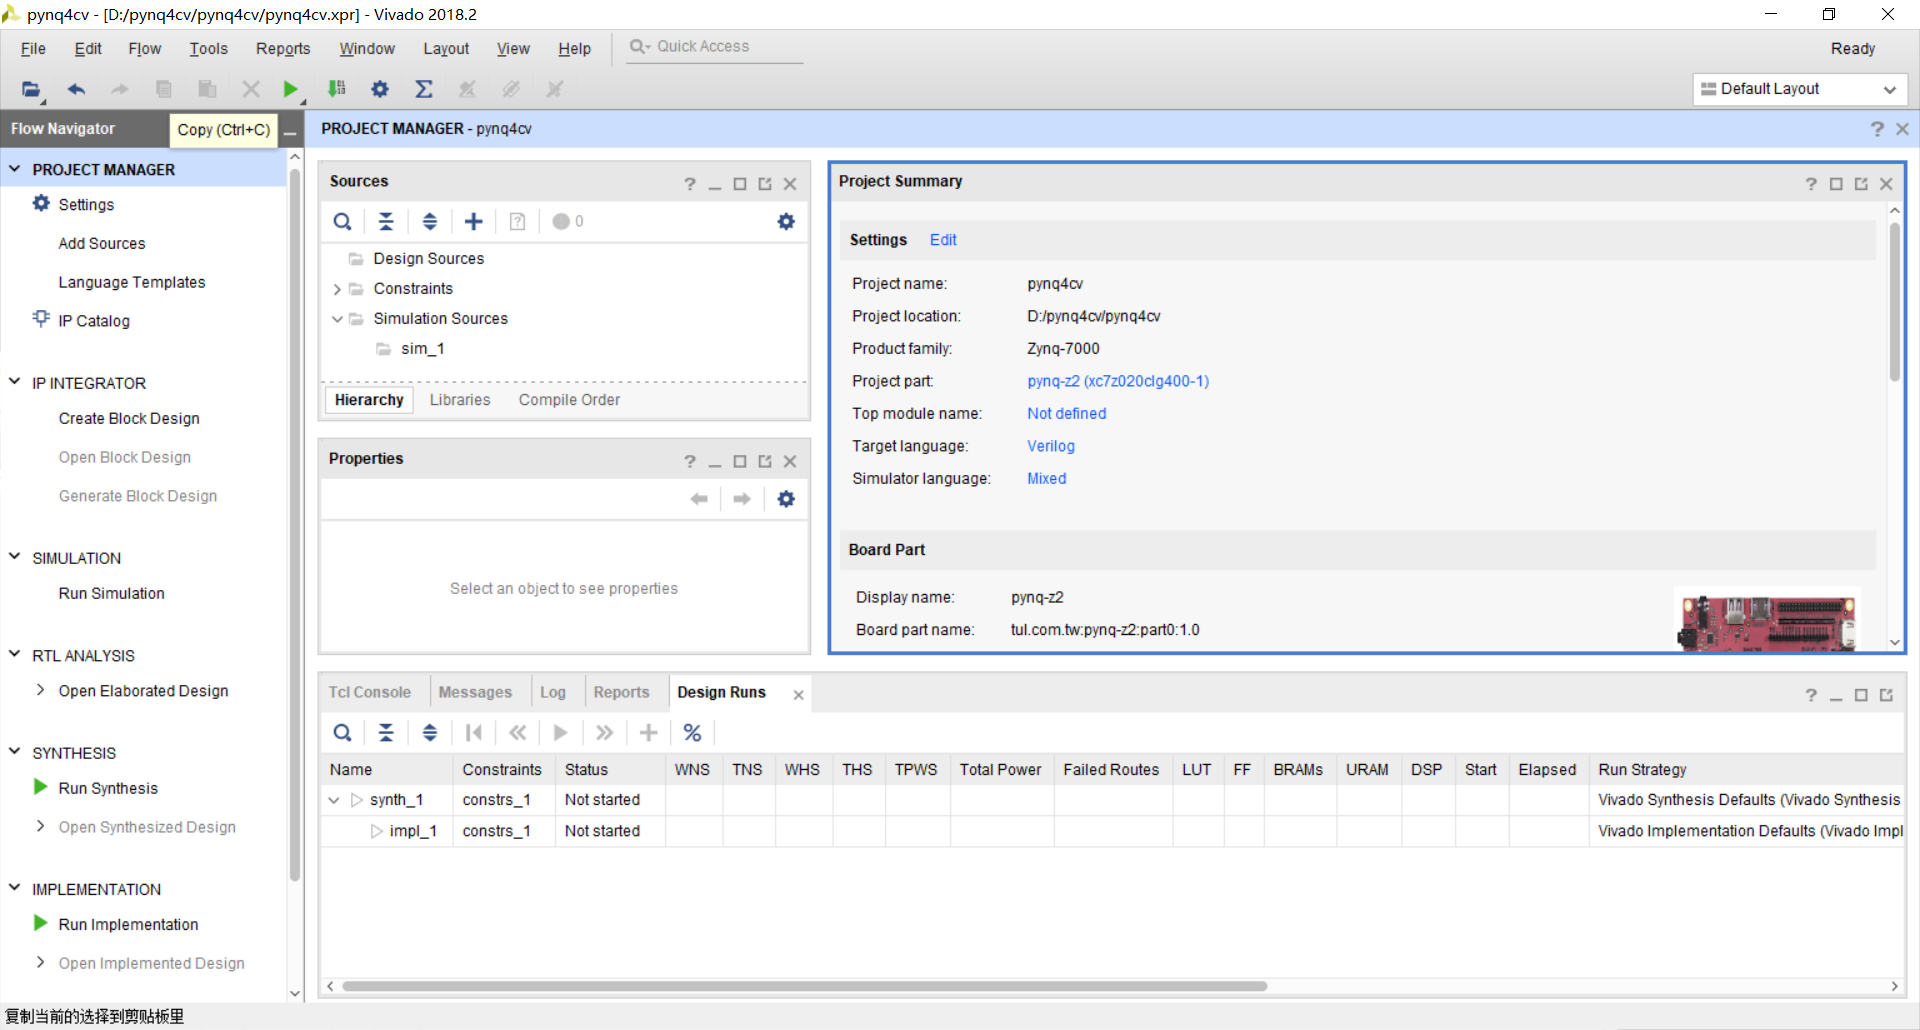 pynq4cv - [D:/pynq4cv/pynq4cv/pynq4cv.xpr] - Vivado 2018.2
File Edit Flow Tools Reports Window Layout View Help Quick Access Ready
Default Layout
Flow Navigator
Copy (Ctrl+C)
PROJECT MANAGER - pynq4cv
PROJECT MANAGER
Settings
Add Sources
Language Templates
IP Catalog
IP INTEGRATOR
Create Block Design
Open Block Design
Generate Block Design
SIMULATION
Run Simulation
RTL ANALYSIS
Open Elaborated Design
SYNTHESIS
Run Synthesis
Open Synthesized Design
IMPLEMENTATION
Run Implementation
Open Implemented Design
Sources
0
Design Sources
Constraints
Simulation Sources
sim_1
Hierarchy Libraries Compile Order
Properties
Select an object to see properties
Project Summary
Settings Edit
Project name: pynq4cv
Project location: D:/pynq4cv/pynq4cv
Product family: Zynq-7000
Project part: pynq-z2 (xc7z020clg400-1)
Top module name: Not defined
Target language: Verilog
Simulator language: Mixed
Board Part
Display name: pynq-z2
Board part name: tul.com.tw:pynq-z2:part0:1.0
Tcl Console Messages Log Reports Design Runs
Name Constraints Status WNS TNS WHS THS TPWS Total Power Failed Routes LUT FF BRAMs URAM DSP Start Elapsed Run Strategy
synth_1 constrs_1 Not started Vivado Synthesis Defaults (Vivado Synthesis
impl_1 constrs_1 Not started Vivado Implementation Defaults (Vivado Impl
复制当前的选择到剪贴板里